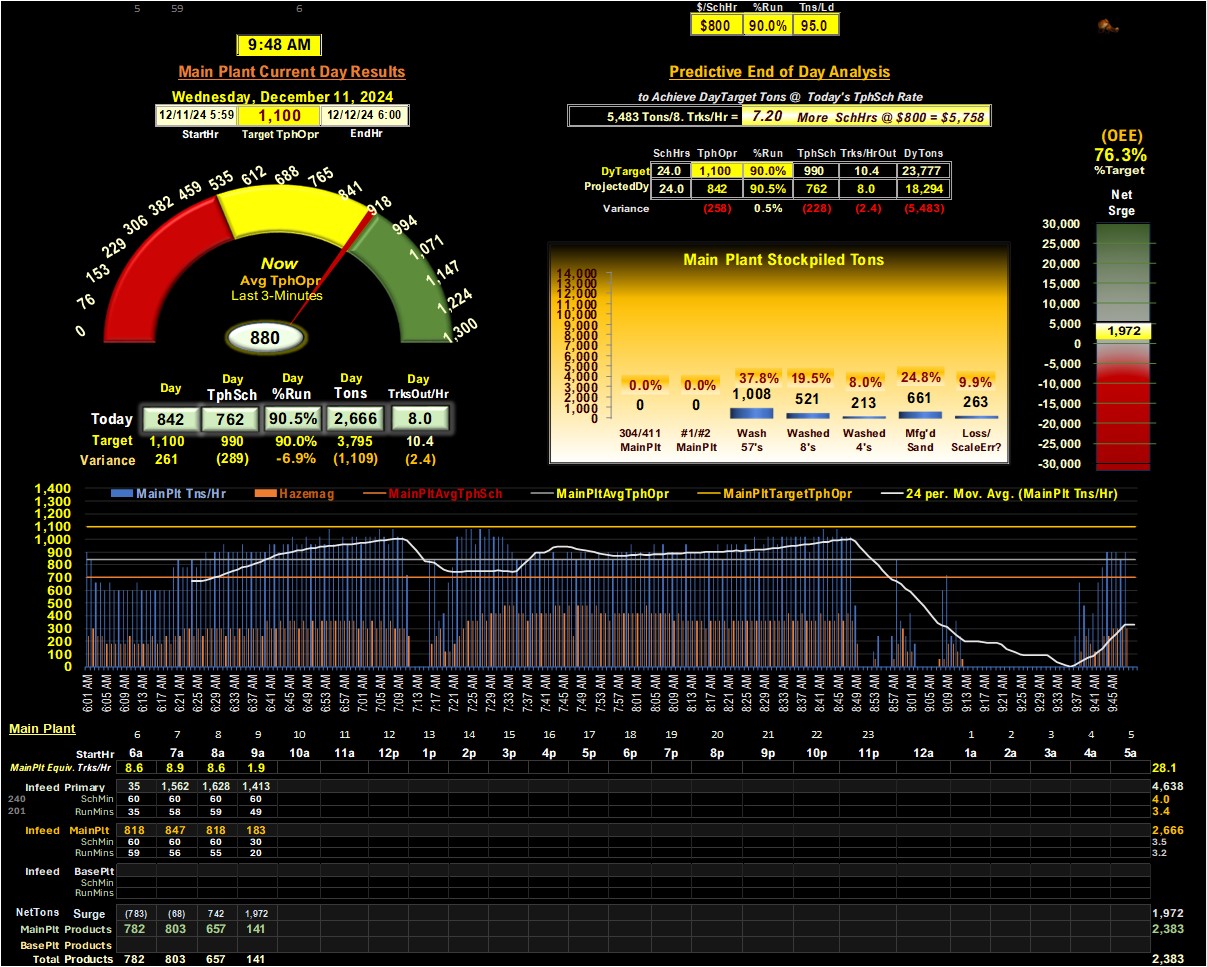 5 59 6
$/SchHr %Run Tns/Ld
$800 90.0% 95.0
9:48 AM
Main Plant Current Day Results
Wednesday, December 11, 2024
12/11/24 5:59 1,100 12/12/24 6:00
StartHr Target TphOpr EndHr
Predictive End of Day Analysis
to Achieve DayTarget Tons @ Today's TphSch Rate
5,483 Tons/8. Trks/Hr = 7.20 More SchHrs @ $800 = $5,758
SchHrs TphOpr %Run TphSch Trks/HrOut DyTons
DyTarget 24.0 1,100 90.0% 990 10.4 23,777
ProjectedDy 24.0 842 90.5% 762 8.0 18,294
Variance (258) 0.5% (228) (2.4) (5,483)
(OEE)
76.3%
%Target
Net
Srge
30,000
25,000
20,000
15,000
10,000
5,000
0
-5,000
-10,000
-15,000
-20,000
-25,000
-30,000
1,972
0 76 153 229 306 382 459 535 612 688 765 841 918 994 1,071 1,147 1,224 1,300
Now
Avg TphOpr
Last 3-Minutes
880
Day Day TphSch Day %Run Day Tons Day TrksOut/Hr
Today 842 762 90.5% 2,666 8.0
Target 1,100 990 90.0% 3,795 10.4
Variance 261 (289) -6.9% (1,109) (2.4)
Main Plant Stockpiled Tons
14,000
13,000
12,000
11,000
10,000
9,000
8,000
7,000
6,000
5,000
4,000
3,000
2,000
1,000
0
0.0% 0.0% 37.8% 19.5% 8.0% 24.8% 9.9%
0 0 1,008 521 213 661 263
304/411 #1/#2 Wash Washed Washed Mfg'd Loss/
MainPlt MainPlt 57's 8's 4's Sand ScaleErr?
MainPlt Tns/Hr Hazemag MainPltAvgTphSch MainPltAvgTphOpr MainPltTargetTphOpr 24 per. Mov. Avg. (MainPlt Tns/Hr)
1,400
1,300
1,200
1,100
1,000
900
800
700
600
500
400
300
200
100
0
6:01 AM 6:05 AM 6:09 AM 6:13 AM 6:17 AM 6:21 AM 6:25 AM 6:29 AM 6:33 AM 6:37 AM 6:41 AM 6:45 AM 6:49 AM 6:53 AM 6:57 AM 7:01 AM 7:05 AM 7:09 AM 7:13 AM 7:17 AM 7:21 AM 7:25 AM 7:29 AM 7:33 AM 7:37 AM 7:41 AM 7:45 AM 7:49 AM 7:53 AM 7:57 AM 8:01 AM 8:05 AM 8:09 AM 8:13 AM 8:17 AM 8:21 AM 8:25 AM 8:29 AM 8:33 AM 8:37 AM 8:41 AM 8:45 AM 8:49 AM 8:53 AM 8:57 AM 9:01 AM 9:05 AM 9:09 AM 9:13 AM 9:17 AM 9:21 AM 9:25 AM 9:29 AM 9:33 AM 9:37 AM 9:41 AM 9:45 AM
Main Plant 6 7 8 9 10 11 12 13 14 15 16 17 18 19 20 21 22 23 1 2 3 4 5
StartHr 6a 7a 8a 9a 10a 11a 12p 1p 2p 3p 4p 5p 6p 7p 8p 9p 10p 11p 12a 1a 2a 3a 4a 5a
MainPlt Equiv. Trks/Hr 8.6 8.9 8.6 1.9 28.1
Infeed Primary 35 1,562 1,628 1,413 4,638
240 SchMin 60 60 60 60 4.0
201 RunMins 35 58 59 49 3.4
Infeed MainPlt 818 847 818 183 2,666
SchMin 60 60 60 30 3.5
RunMins 59 56 55 20 3.2
Infeed BasePlt
SchMin
RunMins
NetTons Surge (783) (68) 742 1,972 1,972
MainPlt Products 782 803 657 141 2,383
BasePlt Products
Total Products 782 803 657 141 2,383